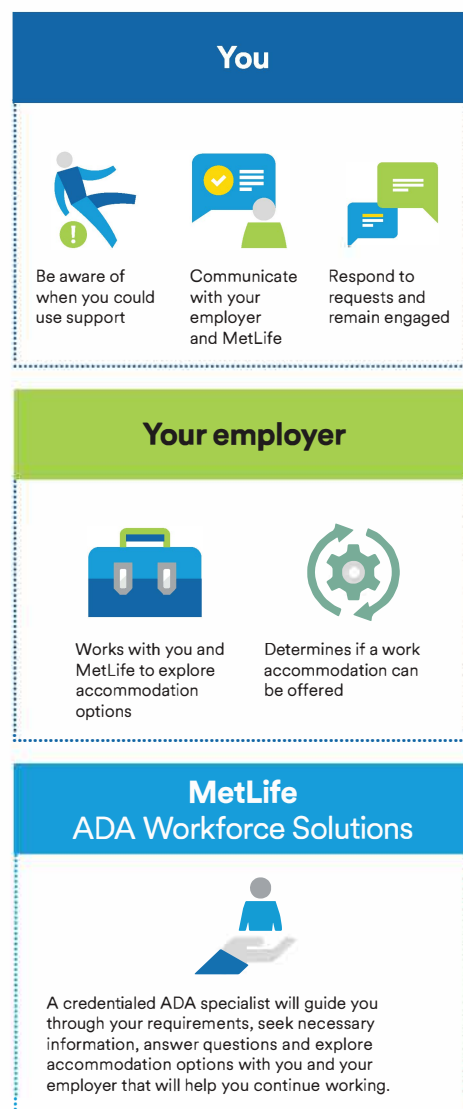 You
Be aware of
when you could
use support
Communicate
with your
employer
and MetLife
Respond to
requests and
remain engaged
Your employer
Works with you and
MetLife to explore
accommodation
options
Determines if a work
accommodation can
be offered
MetLife
ADA Workforce Solutions
A credentialed ADA specialist will guide you
through your requirements, seek necessary
information, answer questions and explore
accommodation options with you and your
employer that will help you continue working.